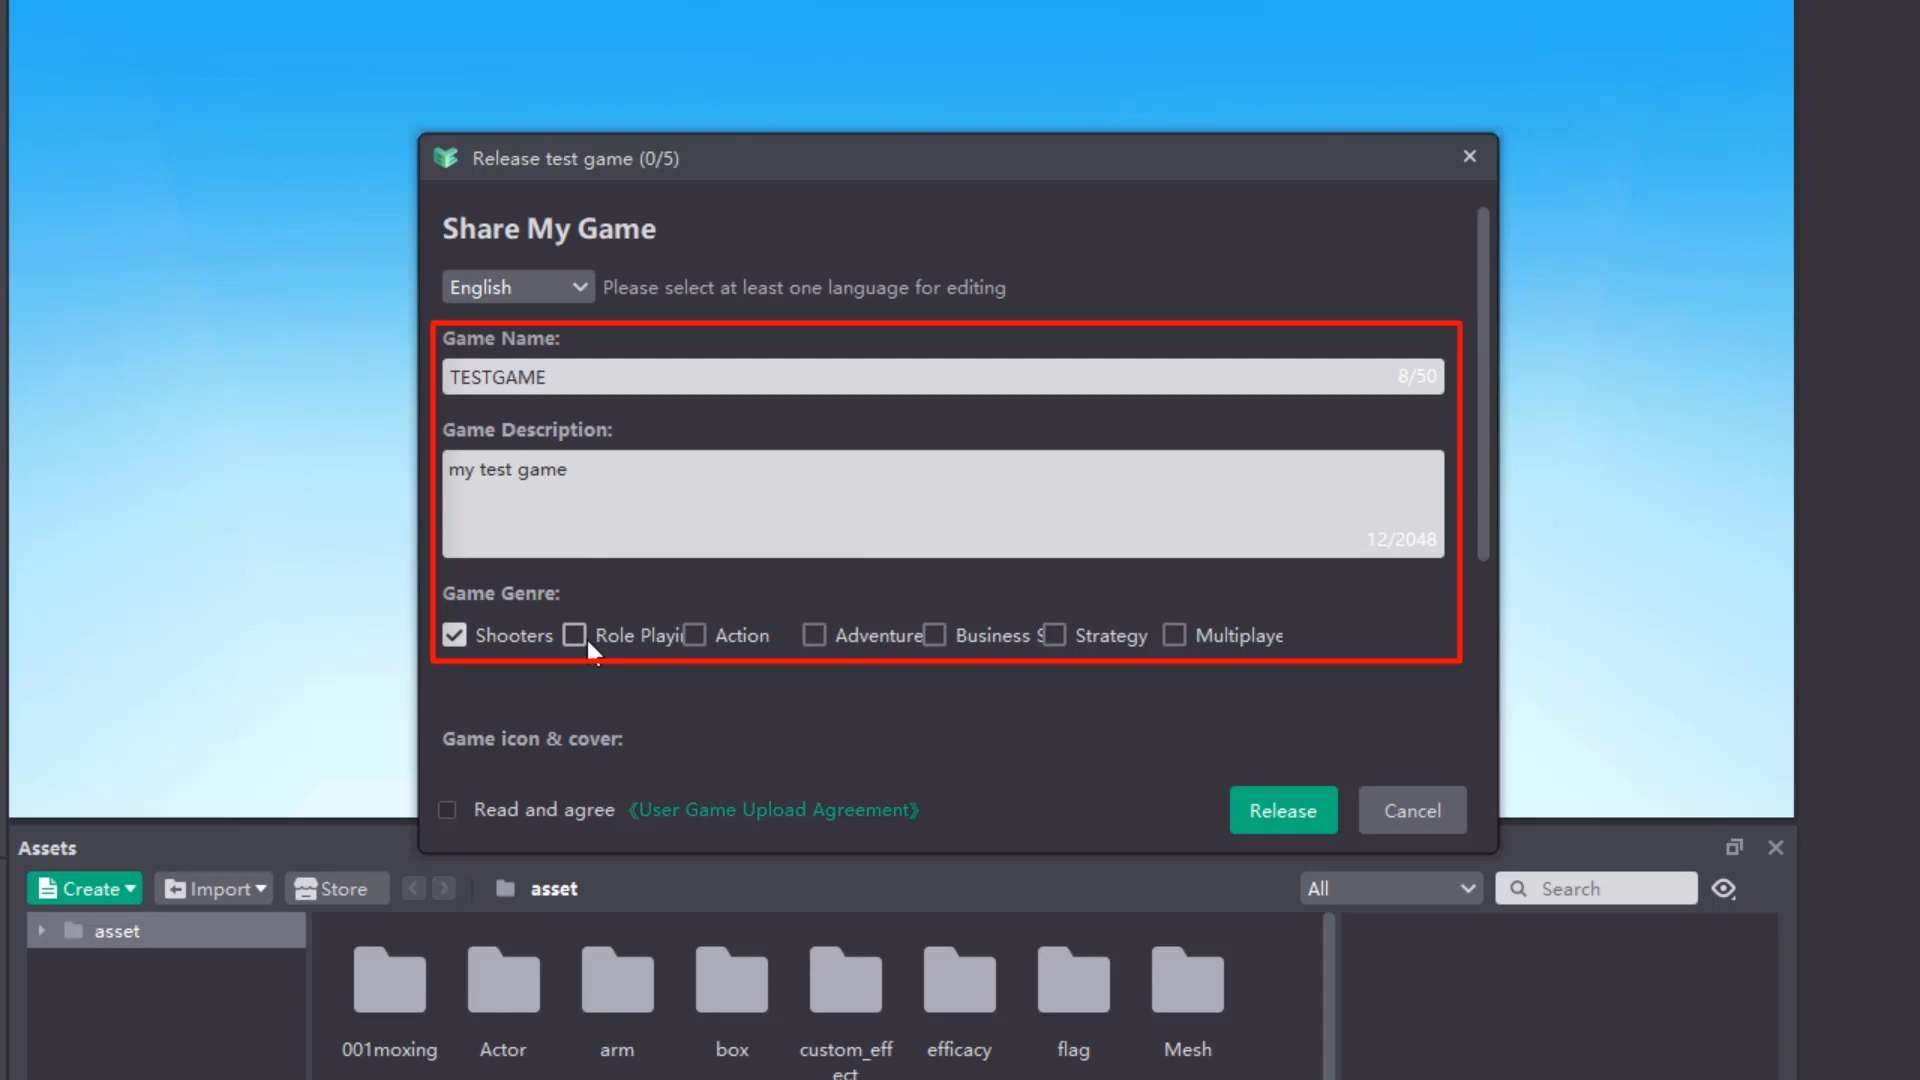 Release test game (0/5)
Share My Game
English Please select at least one language for editing
Game Name:
TESTGAME 8/50
Game Description:
my test game
12/2048
Game Genre:
Shooters Role Playi Action Adventure Business S Strategy Multiplaye
Game icon & cover:
Read and agree 《User Game Upload Agreement》 Release Cancel
Assets
Create Import Store asset All Search
asset
001moxing Actor arm box custom_eff efficacy flag Mesh
ect